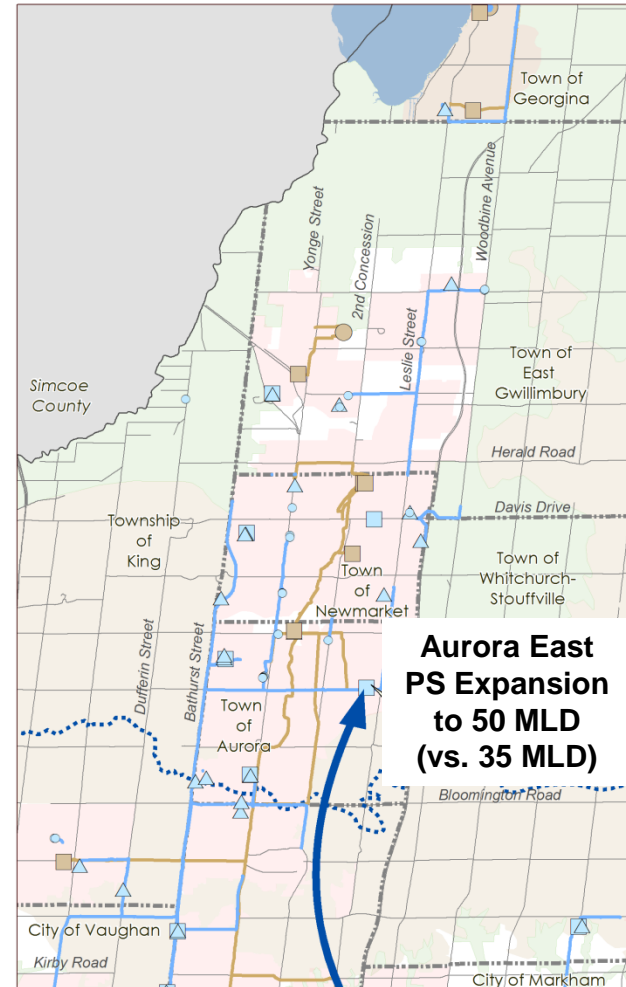 Town of
Georgina
Yonge Street
2nd Concession
Woodbine Avenue
Leslie Street
Simcoe
County
Town of
East
Gwillimbury
Herald Road
Davis Drive
Township
of
King
Town of
Whitchurch-
Stouffville
Town
of
Newmarket
Dufferin Street
Bathurst Street
Aurora East
PS Expansion
to 50 MLD
(vs. 35 MLD)
Town
of
Aurora
Bloomington Road
City of Vaughan
Kirby Road
City of Markham